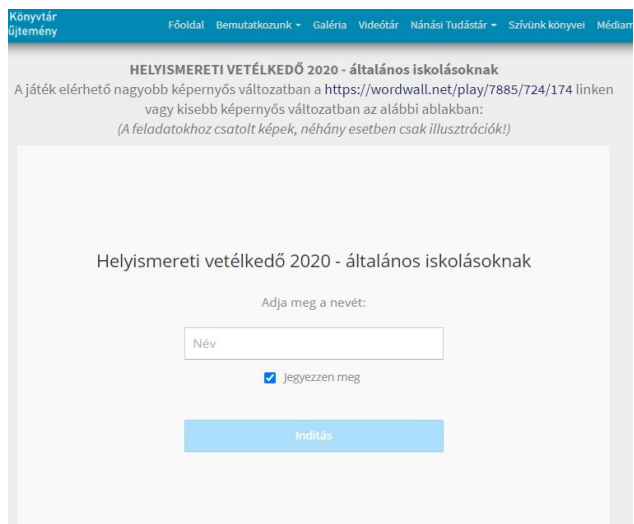 Könyvtár
űjtemény
Főoldal Bemutatkozunk Galéria Videótár Nánási Tudástár Szívünk könyvei Médiam
HELYISMERETI VETÉLKEDŐ 2020 - általános iskolásoknak
A játék elérhető nagyobb képernyős változatban a https://wordwall.net/play/7885/724/174 linken
vagy kisebb képernyős változatban az alábbi ablakban:
(A feladatokhoz csatolt képek, néhány esetben csak illusztrációk!)
Helyismereti vetélkedő 2020 - általános iskolásoknak
Adja meg a nevét:
Név
Jegyezzen meg
Indítás